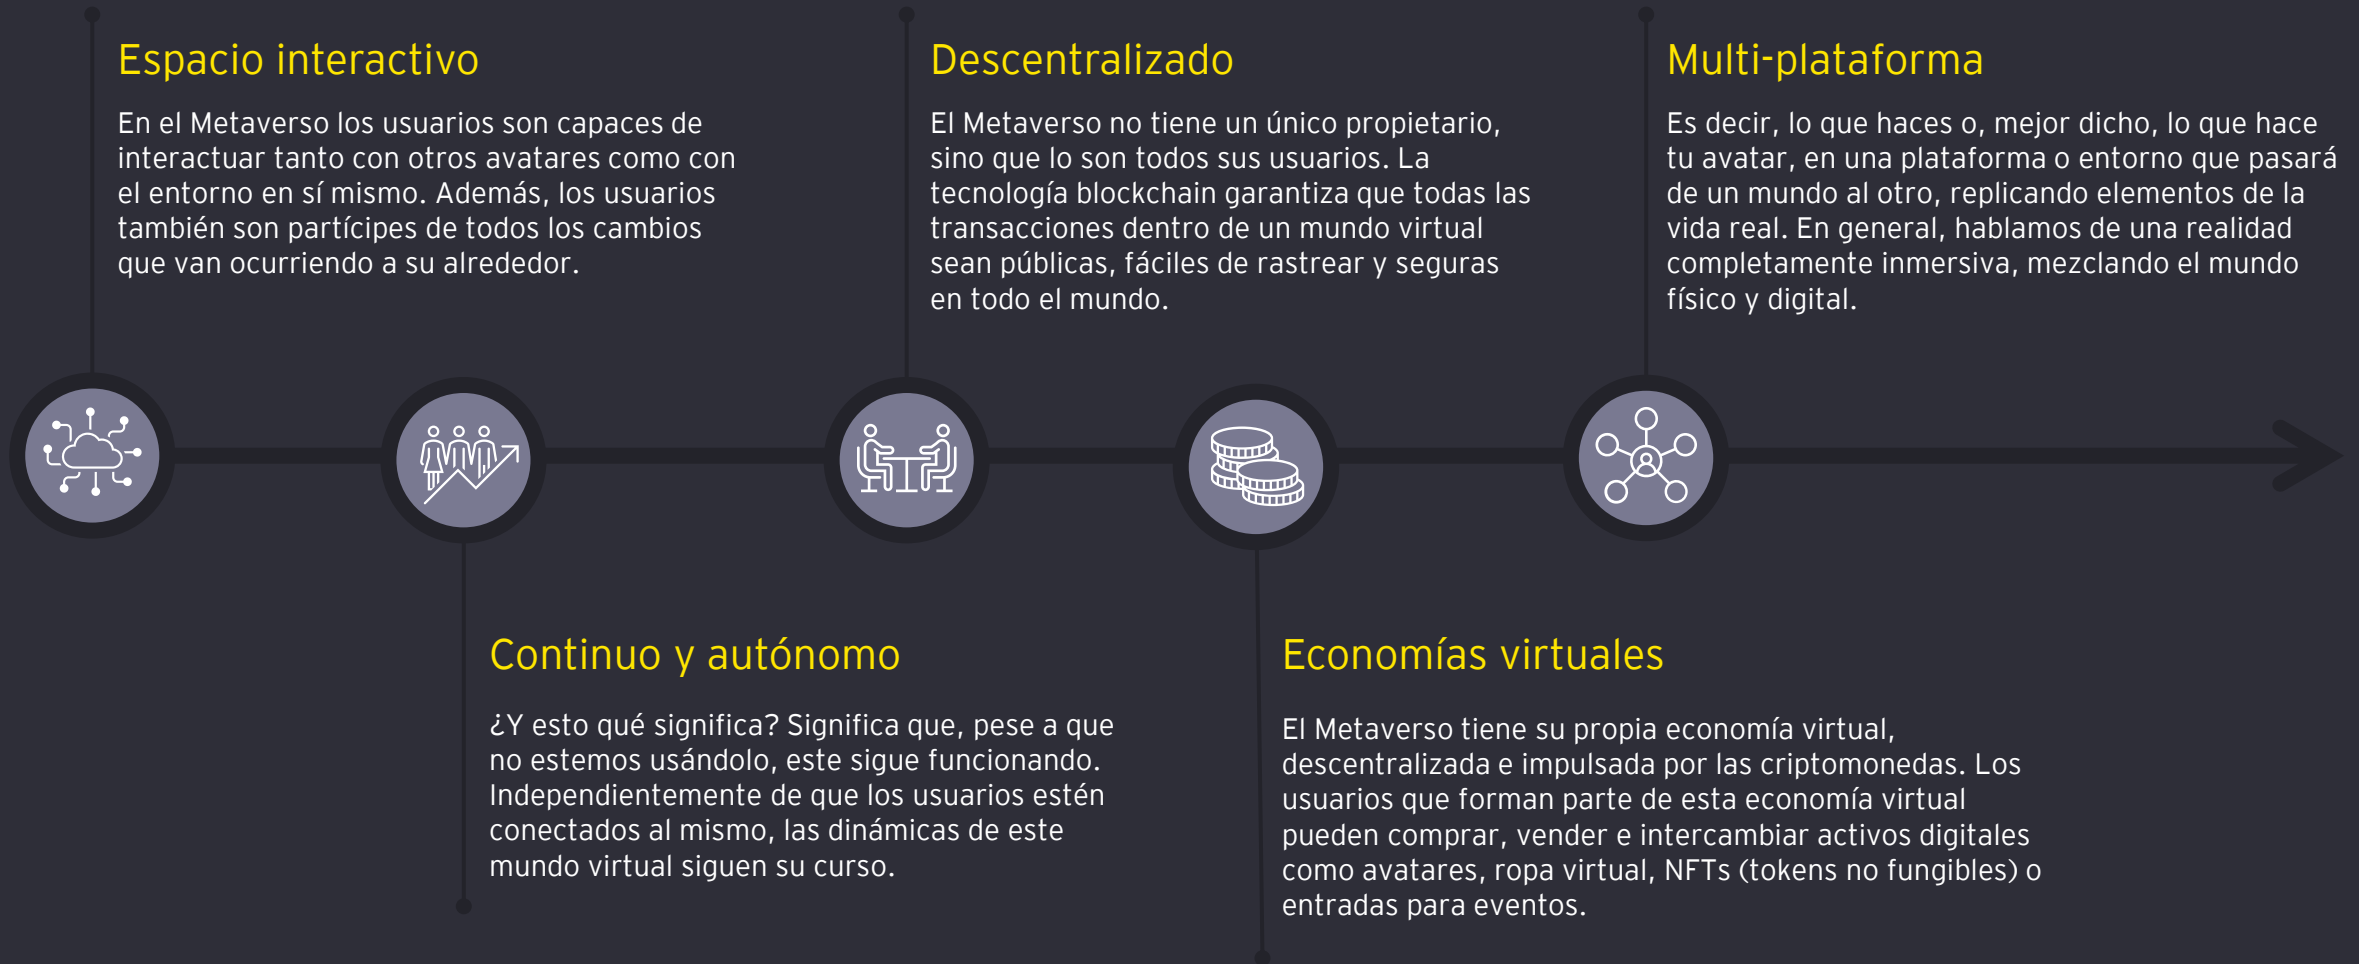 Espacio interactivo
En el Metaverso los usuarios son capaces de
interactuar tanto con otros avatares como con
el entorno en sí mismo. Además, los usuarios
también son partícipes de todos los cambios
que van ocurriendo a su alrededor.
Descentralizado
El Metaverso no tiene un único propietario,
sino que lo son todos sus usuarios. La
tecnología blockchain garantiza que todas las
transacciones dentro de un mundo virtual
sean públicas, fáciles de rastrear y seguras
en todo el mundo.
Multi-plataforma
Es decir, lo que haces o, mejor dicho, lo que hace
tu avatar, en una plataforma o entorno que pasará
de un mundo al otro, replicando elementos de la
vida real. En general, hablamos de una realidad
completamente inmersiva, mezclando el mundo
físico y digital.
Continuo y autónomo
¿Y esto qué significa? Significa que, pese a que
no estemos usándolo, este sigue funcionando.
Independientemente de que los usuarios estén
conectados al mismo, las dinámicas de este
mundo virtual siguen su curso.
Economías virtuales
El Metaverso tiene su propia economía virtual,
descentralizada e impulsada por las criptomonedas. Los
usuarios que forman parte de esta economía virtual
pueden comprar, vender e intercambiar activos digitales
como avatares, ropa virtual, NFTs (tokens no fungibles) o
entradas para eventos.